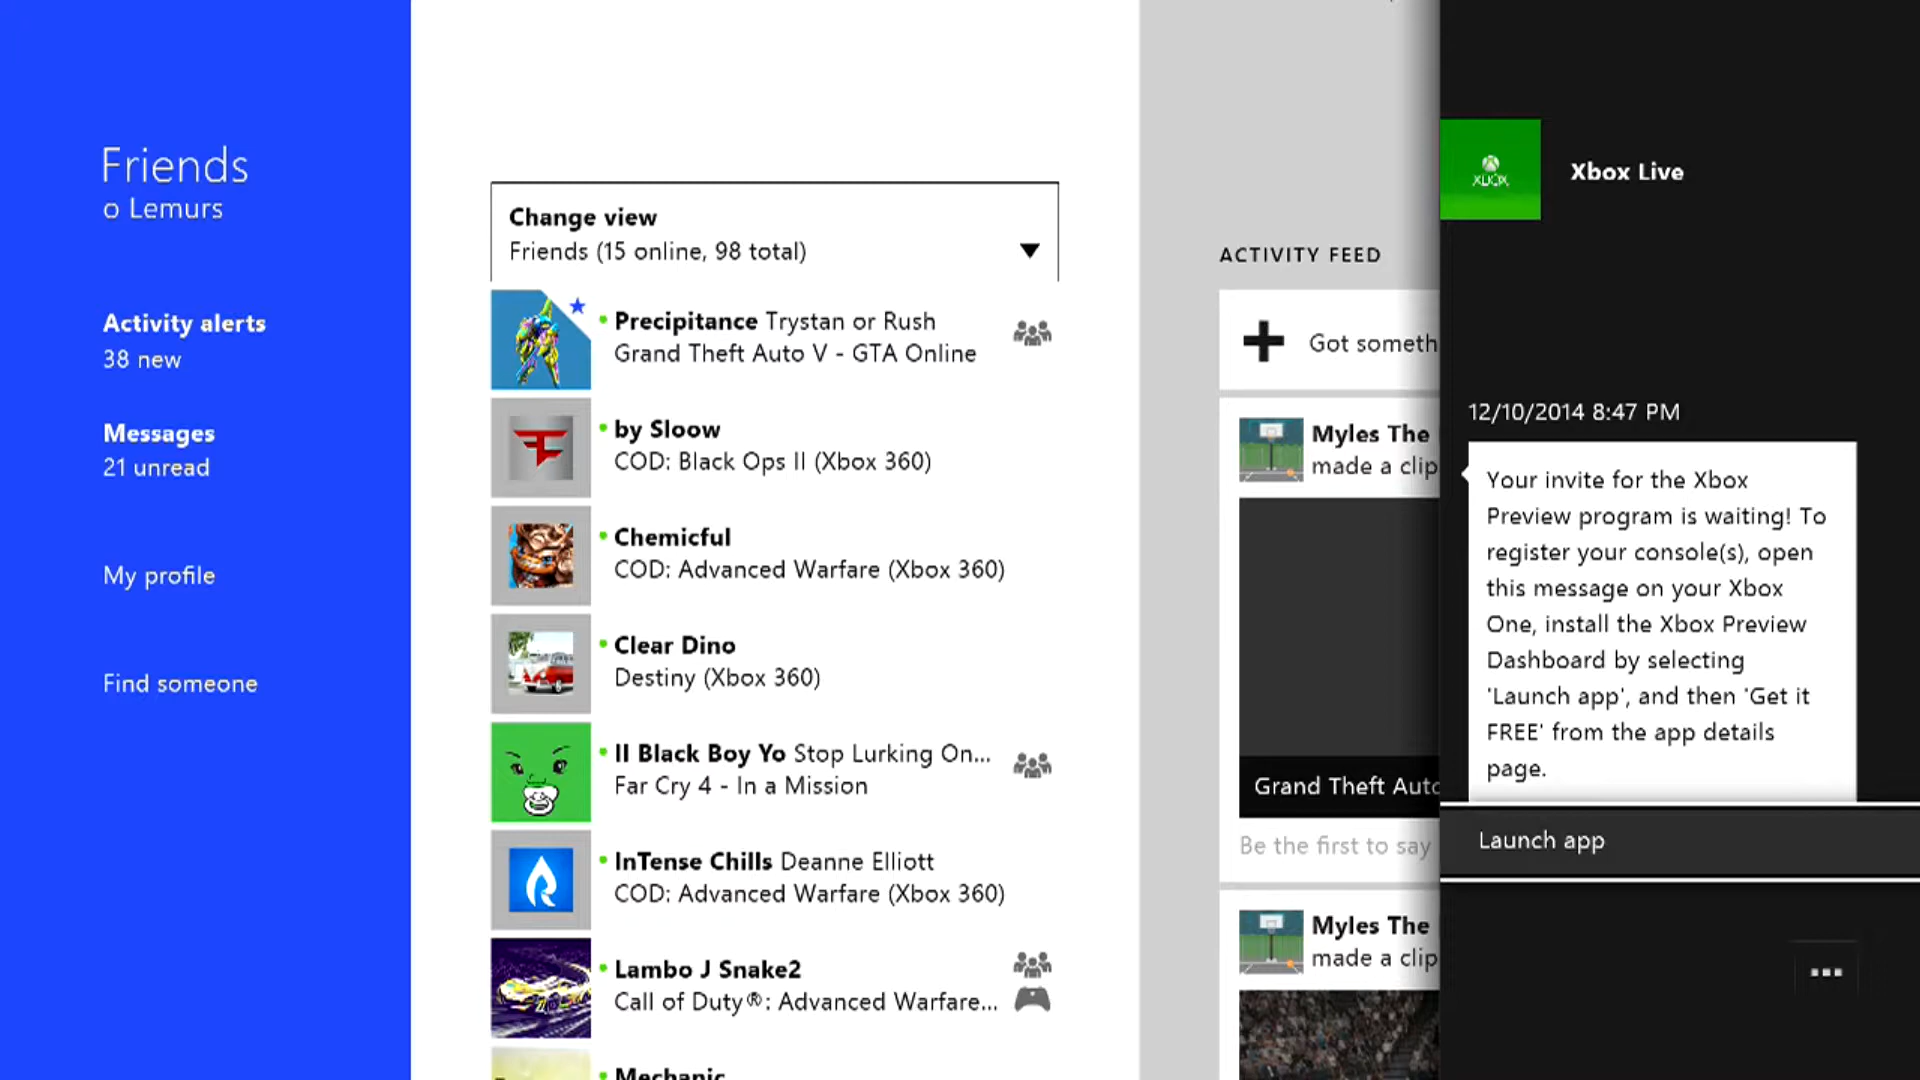 Friends
o Lemurs
Activity alerts
38 new
Messages
21 unread
My profile
Find someone
Change view
Friends (15 online, 98 total)
Precipitance Trystan or Rush
Grand Theft Auto V - GTA Online
by Sloow
COD: Black Ops II (Xbox 360)
Chemicful
COD: Advanced Warfare (Xbox 360)
Clear Dino
Destiny (Xbox 360)
II Black Boy Yo Stop Lurking On...
Far Cry 4 - In a Mission
InTense Chills Deanne Elliott
COD: Advanced Warfare (Xbox 360)
Lambo J Snake2
Call of Duty®: Advanced Warfare...
Mechanic
ACTIVITY FEED
Got someth
Myles The
made a clip
Grand Theft Auto
Be the first to say
Myles The
made a clip
XBOX
Xbox Live
12/10/2014 8:47 PM
Your invite for the Xbox
Preview program is waiting! To
register your console(s), open
this message on your Xbox
One, install the Xbox Preview
Dashboard by selecting
'Launch app', and then 'Get it
FREE' from the app details
page.
Launch app